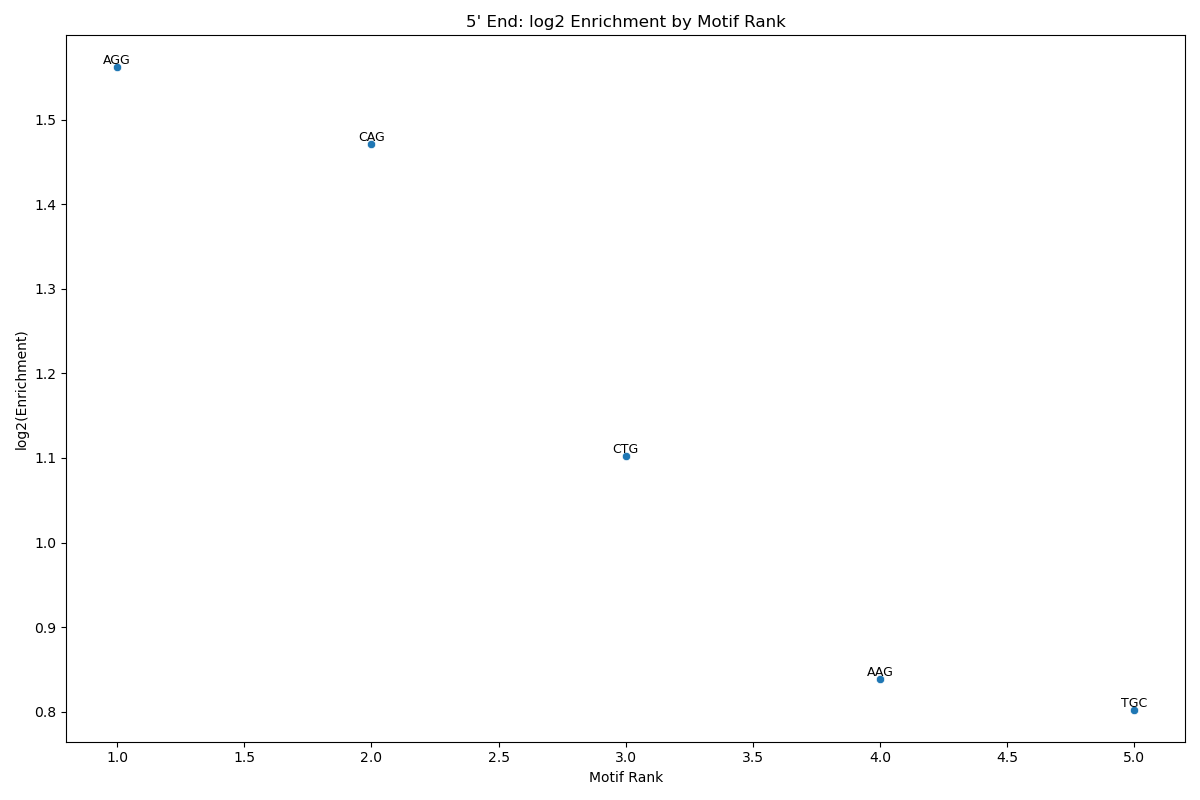 5' End: log2 Enrichment by Motif Rank
AGG
1.5
CAG
1.4
1.3
log2(Enrichment)
1.2
CTG
1.1
1.0
0.9
AAG
TGC
0.8
1.0 1.5 2.0 2.5 3.0 3.5 4.0 4.5 5.0
Motif Rank